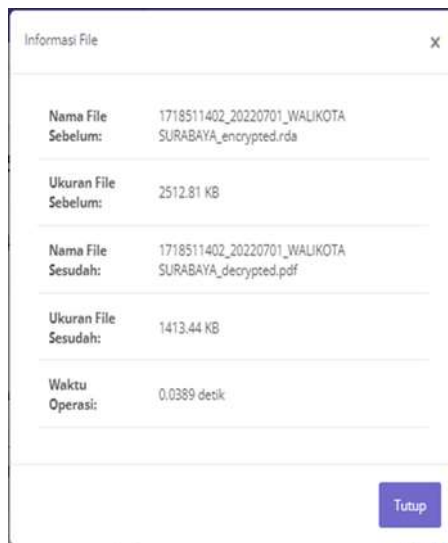 Informasi File
x
Nama File
Sebelum:
1718511402_20220701_WALIKOTA
SURABAYA_encrypted.rda
Ukuran File
Sebelum:
2512.81 KB
Nama File
Sesudah:
1718511402_20220701_WALIKOTA
SURABAYA_decrypted.pdf
Ukuran File
Sesudah:
1413.44 KB
Waktu
Operasi:
0.0389 detik
Tutup